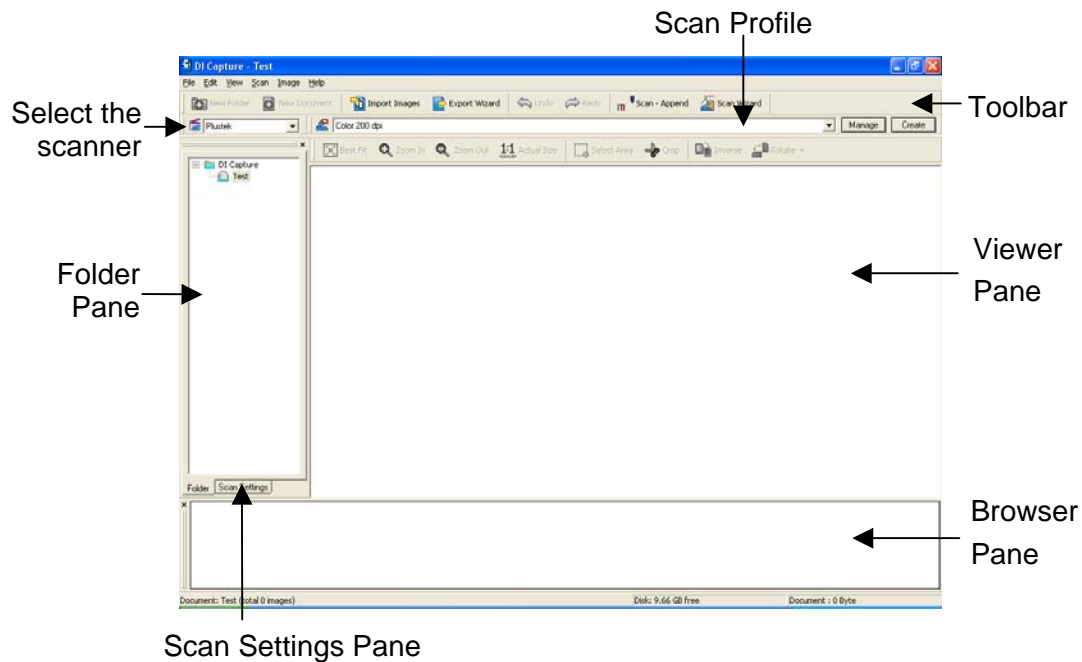 Scan Profile
DI Capture - Test
File Edit View Scan Image Help
New Folder New Document Import Images Export Wizard Undo Redo Scan - Append Scan Wizard
Toolbar
Select the
scanner
Plustek Color 200 dpi Manage Create
Best Fit Zoom In Zoom Out 1:1 Actual Size Select Area Crop Inverse Rotate
DI Capture
Test
Folder
Pane
Viewer
Pane
Folder Scan Settings
Browser
Pane
Document: Test (total 0 images) Disk: 9.66 GB free Document : 0 Byte
Scan Settings Pane